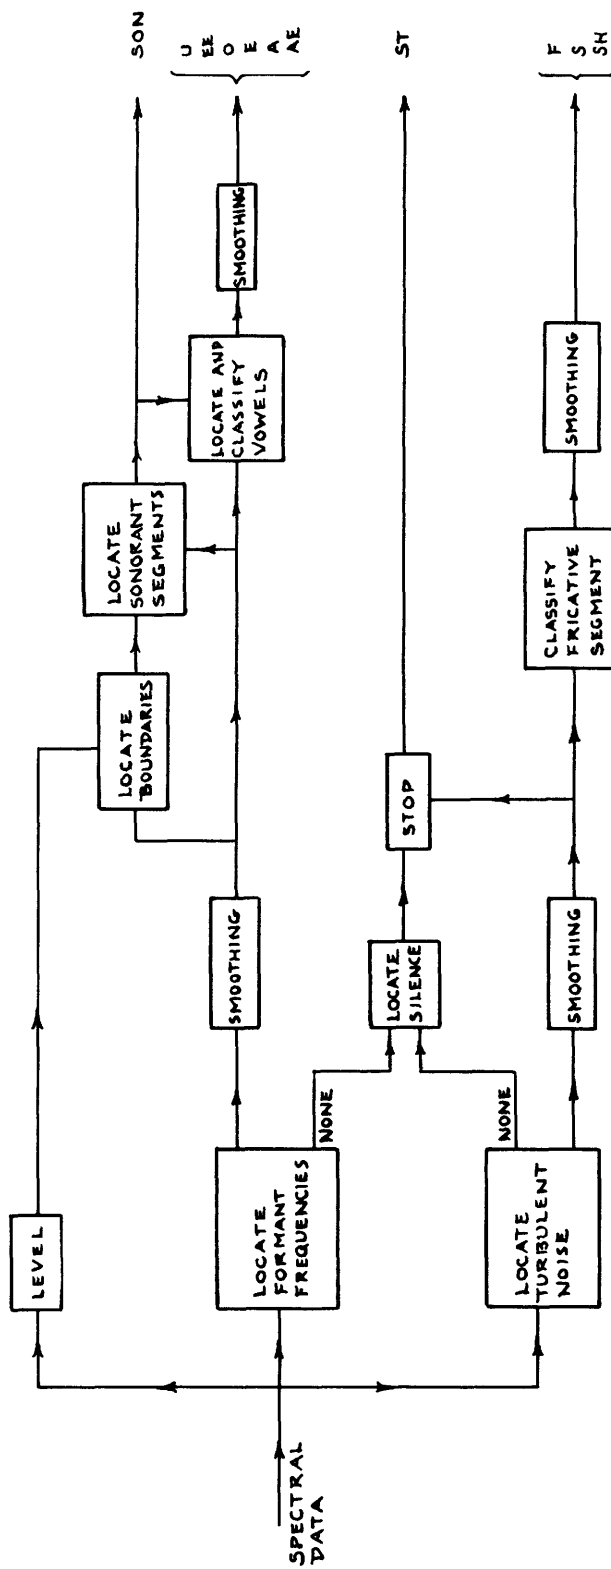 SPECTRAL
DATA
LEVEL
LOCATE
FORMANT
FREQUENCIES
NONE
LOCATE
TURBULENT
NOISE
NONE
SMOOTHING
LOCATE
SILENCE
SMOOTHING
LOCATE
BOUNDARIES
STOP
LOCATE
SONORANT
SEGMENTS
CLASSIFY
FRICATIVE
SEGMENT
LOCATE AND
CLASSIFY
VOWELS
SMOOTHING
SMOOTHING
SON
U
EE
O
E
A
AE
ST
F
S
SH